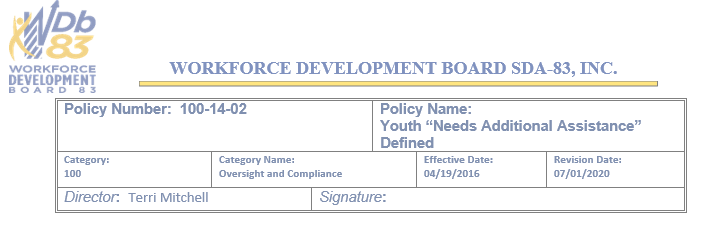 WDb
83
WORKFORCE
DEVELOPMENT
BOARD 83
WORKFORCE DEVELOPMENT BOARD SDA-83, INC.
Policy Number: 100-14-02
Policy Name:
Youth “Needs Additional Assistance”
Defined
Category:
100
Category Name:
Oversight and Compliance
Effective Date:
04/19/2016
Revision Date:
07/01/2020
Director: Terri Mitchell
Signature: